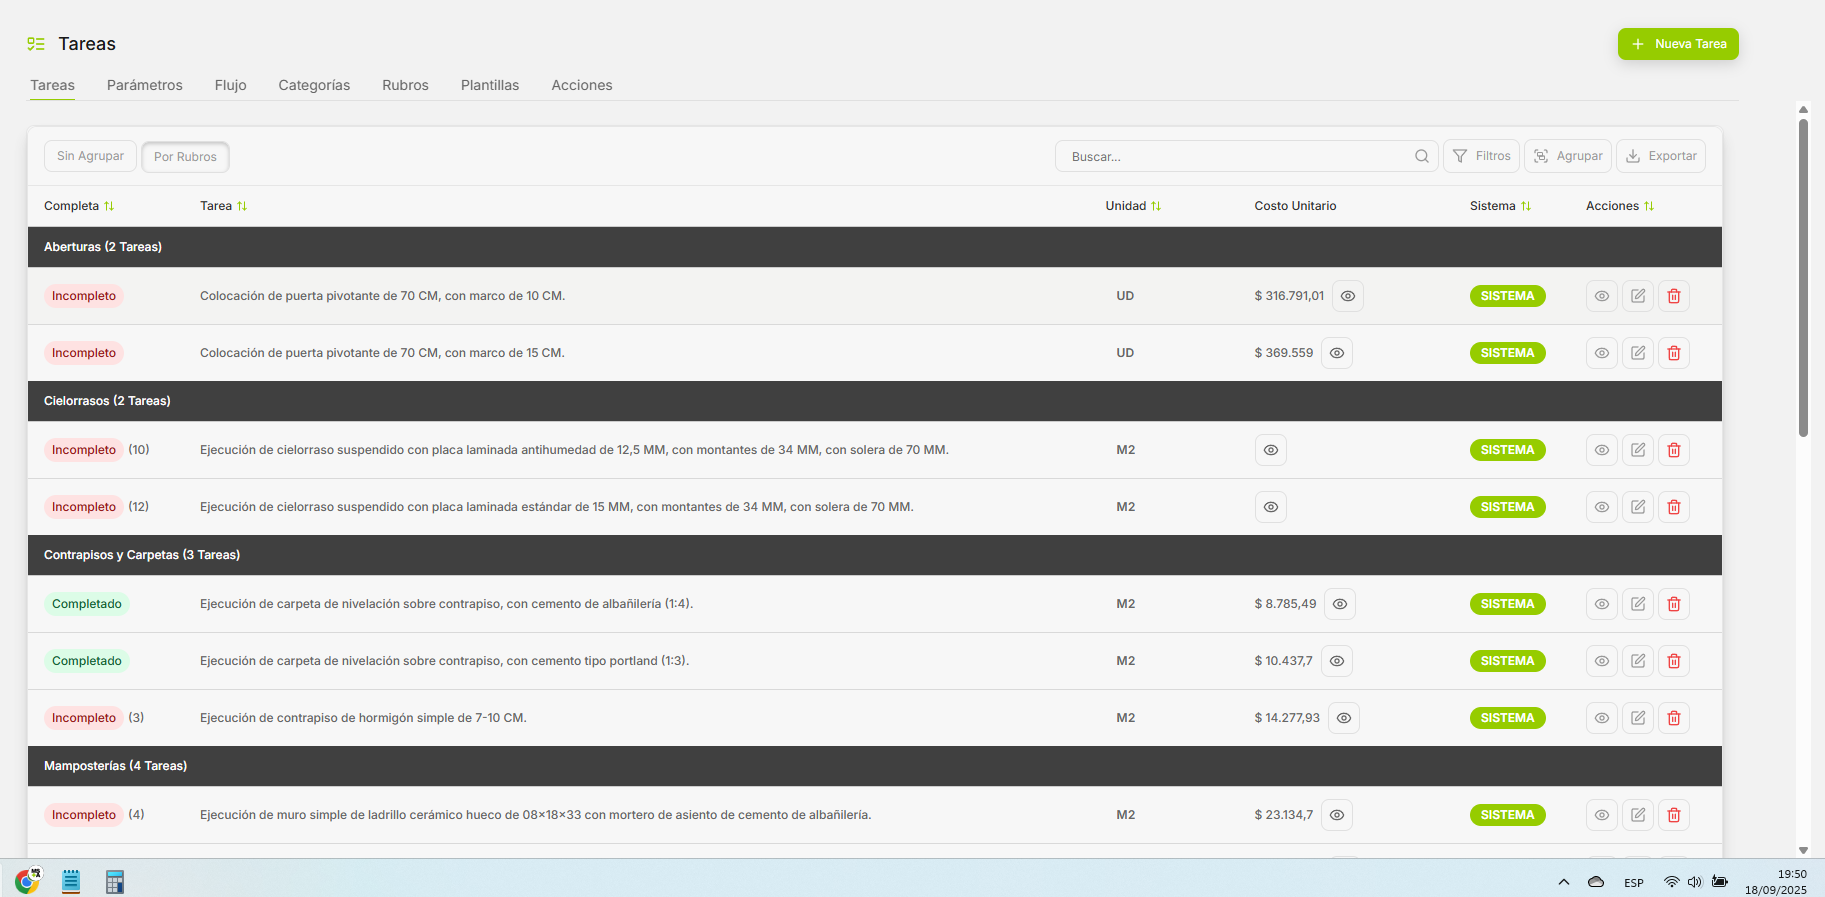 Tareas
Nueva Tarea
Tareas Parámetros Flujo Categorías Rubros Plantillas Acciones
Sin Agrupar Por Rubros Buscar... Filtros Agrupar Exportar
Completa Tarea Unidad Costo Unitario Sistema Acciones
Aberturas (2 Tareas)
Incompleto Colocación de puerta pivotante de 70 CM, con marco de 10 CM. UD $ 316.791,01 SISTEMA
Incompleto Colocación de puerta pivotante de 70 CM, con marco de 15 CM. UD $ 369.559 SISTEMA
Cielorrasos (2 Tareas)
Incompleto (10) Ejecución de cielorraso suspendido con placa laminada antihumedad de 12,5 MM, con montantes de 34 MM, con solera de 70 MM. M2 SISTEMA
Incompleto (12) Ejecución de cielorraso suspendido con placa laminada estándar de 15 MM, con montantes de 34 MM, con solera de 70 MM. M2 SISTEMA
Contrapisos y Carpetas (3 Tareas)
Completado Ejecución de carpeta de nivelación sobre contrapiso, con cemento de albañilería (1:4). M2 $ 8.785,49 SISTEMA
Completado Ejecución de carpeta de nivelación sobre contrapiso, con cemento tipo portland (1:3). M2 $ 10.437,7 SISTEMA
Incompleto (3) Ejecución de contrapiso de hormigón simple de 7-10 CM. M2 $ 14.277,93 SISTEMA
Mamposterías (4 Tareas)
Incompleto (4) Ejecución de muro simple de ladrillo cerámico hueco de 08×18×33 con mortero de asiento de cemento de albañilería. M2 $ 23.134,7 SISTEMA
ESP
19:50
18/09/2025